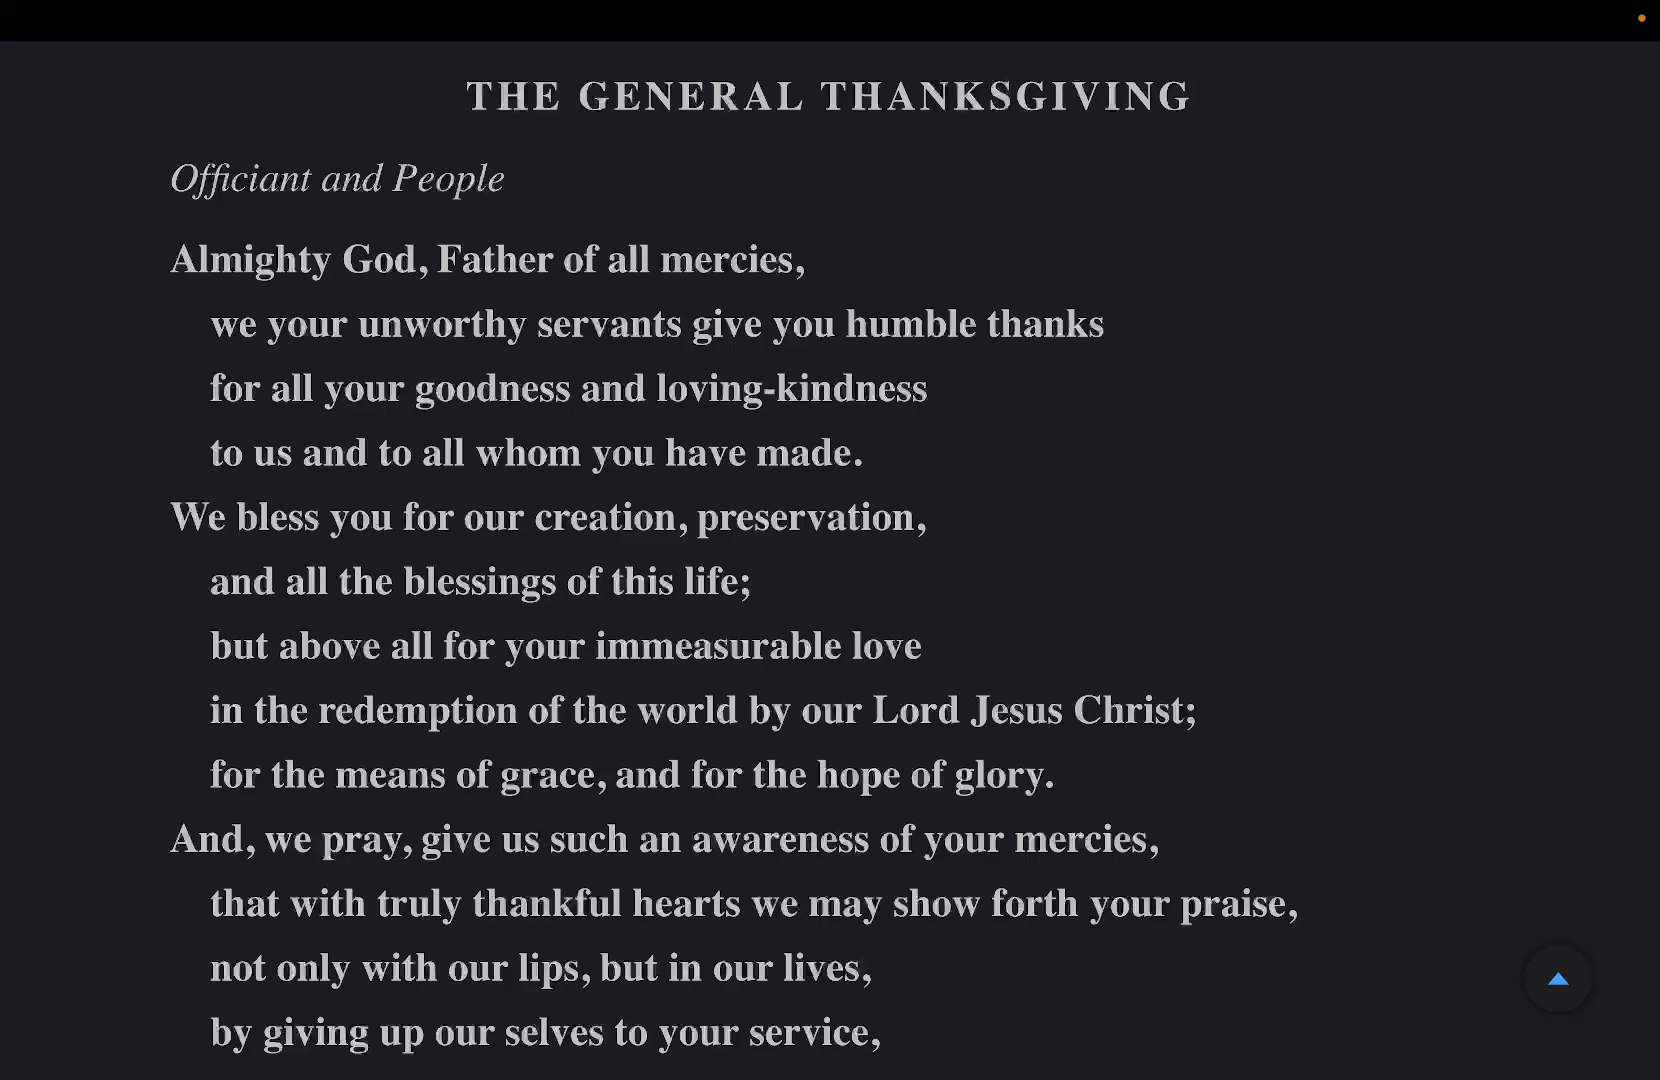 THE GENERAL THANKSGIVING
Officiant and People
Almighty God, Father of all mercies,
we your unworthy servants give you humble thanks
for all your goodness and loving-kindness
to us and to all whom you have made.
We bless you for our creation, preservation,
and all the blessings of this life;
but above all for your immeasurable love
in the redemption of the world by our Lord Jesus Christ;
for the means of grace, and for the hope of glory.
And, we pray, give us such an awareness of your mercies,
that with truly thankful hearts we may show forth your praise,
not only with our lips, but in our lives,
by giving up our selves to your service,